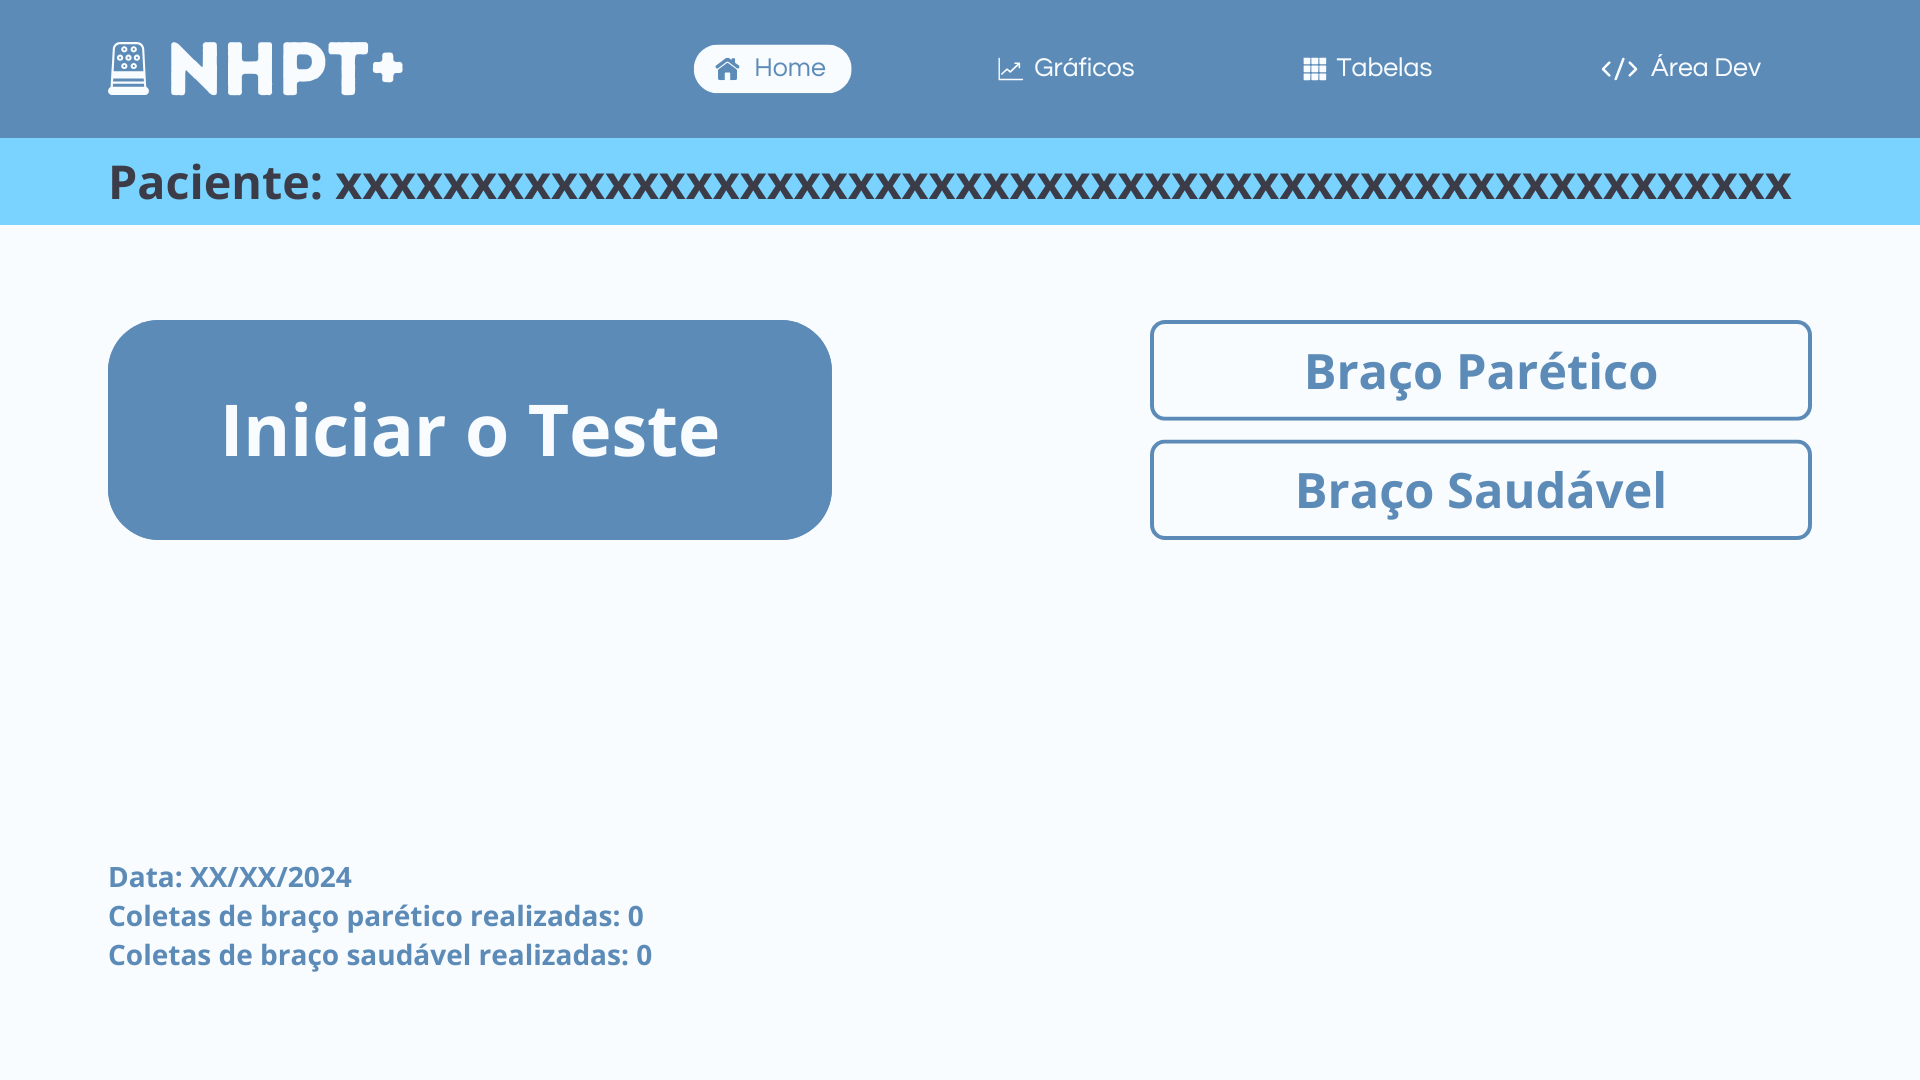 NHPT+
Home
Gráficos
Tabelas
Área Dev
Paciente: xxxxxxxxxxxxxxxxxxxxxxxxxxxxxxxxxxxxxxxxxxxxxxxxxxxxxx
Iniciar o Teste
Braço Parético
Braço Saudável
Data: XX/XX/2024
Coletas de braço parético realizadas: 0
Coletas de braço saudável realizadas: 0